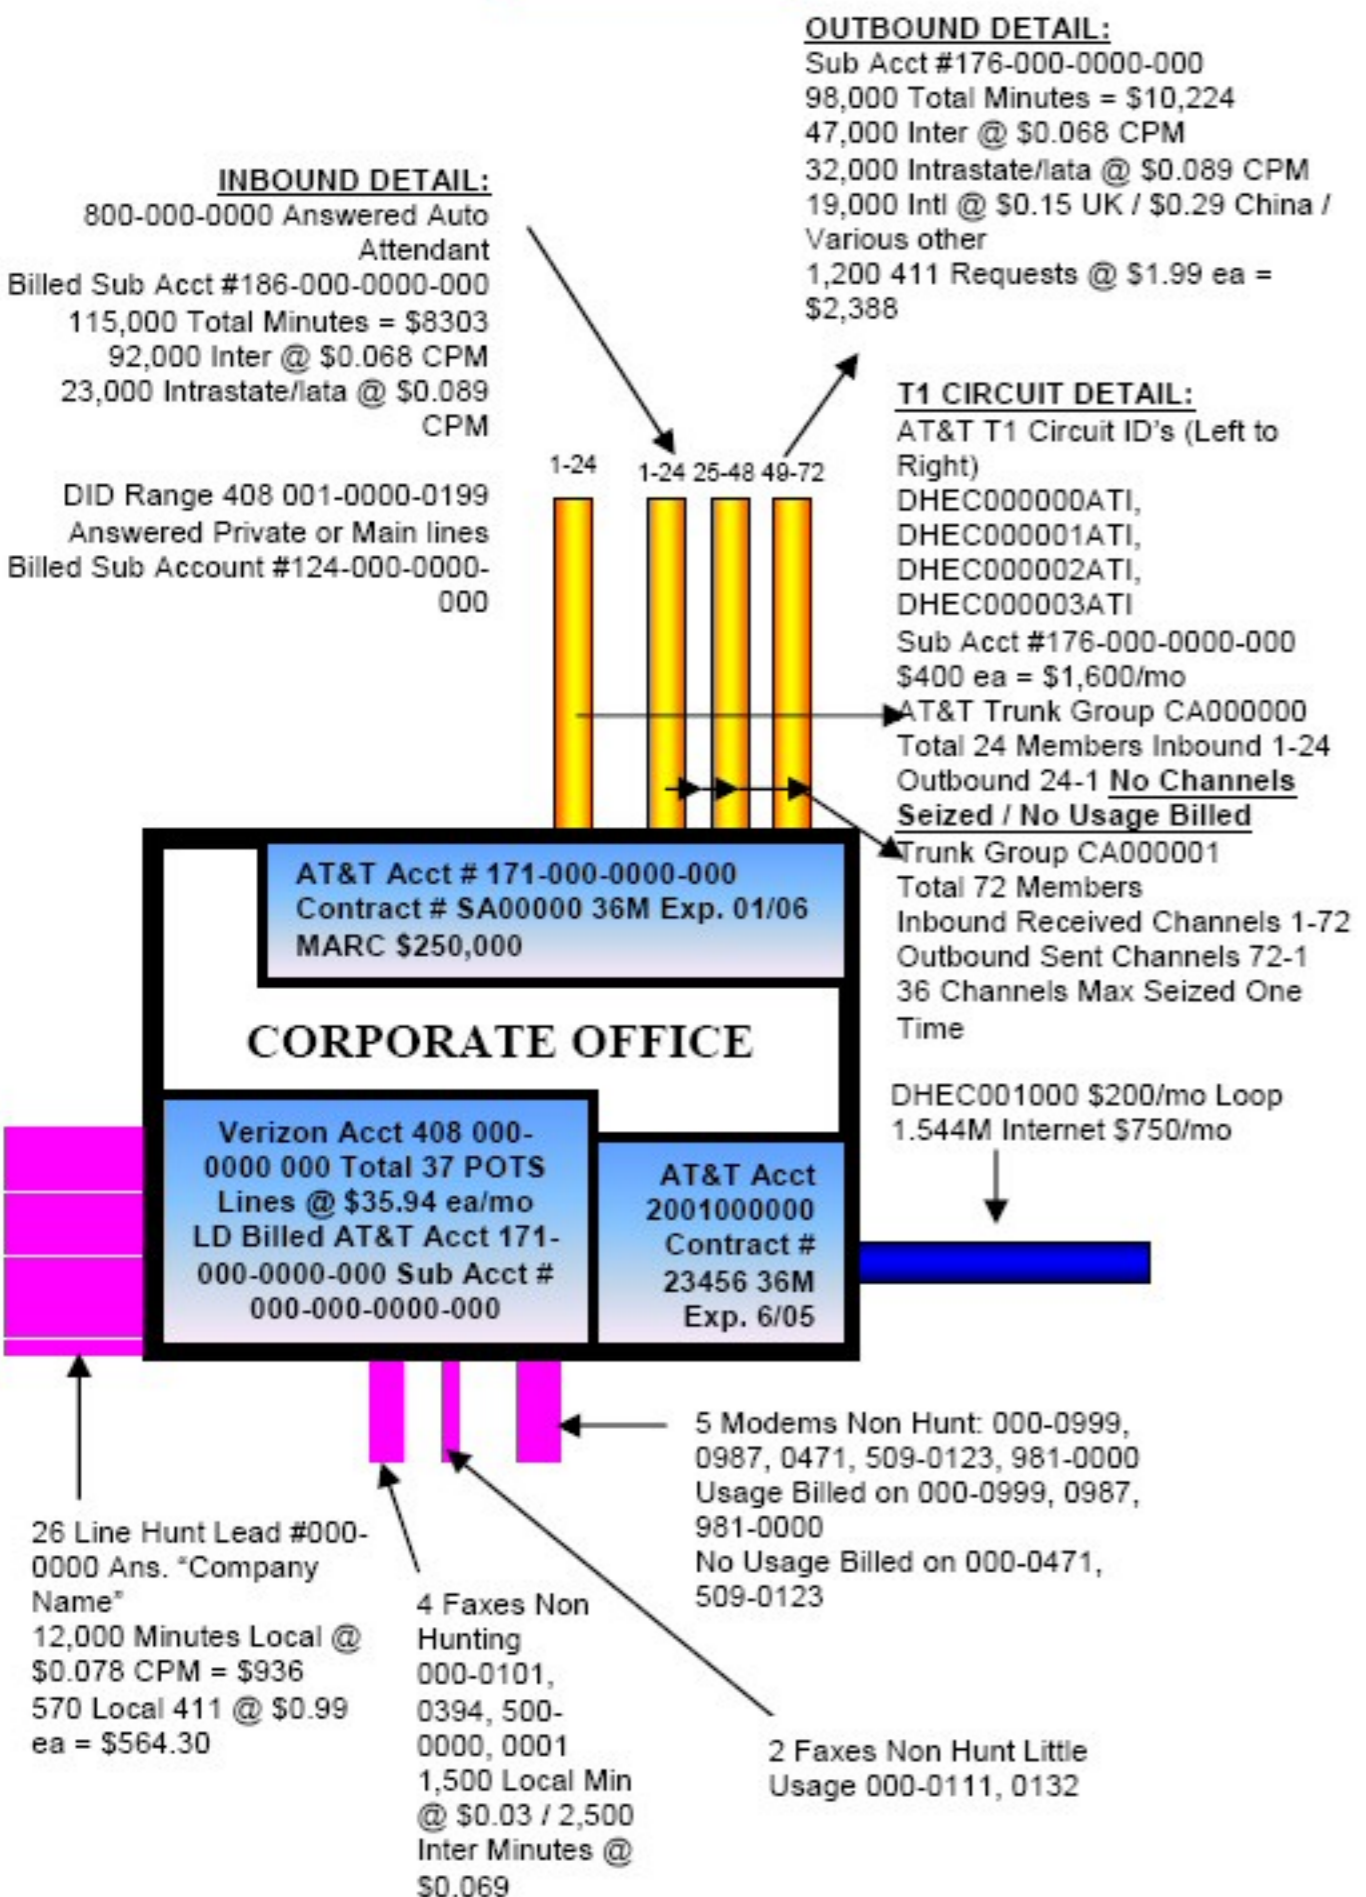 OUTBOUND DETAIL:
Sub Acct #176-000-0000-000
98,000 Total Minutes = $10,224
47,000 Inter @ $0.068 CPM
32,000 Intrastate/lata @ $0.089 CPM
19,000 Intl @ $0.15 UK / $0.29 China /
Various other
1,200 411 Requests @ $1.99 ea =
$2,388
INBOUND DETAIL:
800-000-0000 Answered Auto
Attendant
Billed Sub Acct #186-000-0000-000
115,000 Total Minutes = $8303
92,000 Inter @ $0.068 CPM
23,000 Intrastate/lata @ $0.089
CPM
DID Range 408 001-0000-0199
Answered Private or Main lines
Billed Sub Account #124-000-0000-
000
1-24
1-24 25-48 49-72
T1 CIRCUIT DETAIL:
AT&T T1 Circuit ID's (Left to
Right)
DHEC000000ATI,
DHEC000001ATI,
DHEC000002ATI,
DHEC000003ATI
Sub Acct #176-000-0000-000
$400 ea = $1,600/mo
AT&T Trunk Group CA000000
Total 24 Members Inbound 1-24
Outbound 24-1 No Channels
Seized / No Usage Billed
Trunk Group CA000001
Total 72 Members
Inbound Received Channels 1-72
Outbound Sent Channels 72-1
36 Channels Max Seized One
Time
AT&T Acct # 171-000-0000-000
Contract # SA00000 36M Exp. 01/06
MARC $250,000
CORPORATE OFFICE
DHEC001000 $200/mo Loop
1.544M Internet $750/mo
Verizon Acct 408 000-
0000 000 Total 37 POTS
Lines @ $35.94 ea/mo
LD Billed AT&T Acct 171-
000-0000-000 Sub Acct #
000-000-0000-000
AT&T Acct
2001000000
Contract #
23456 36M
Exp. 6/05
5 Modems Non Hunt: 000-0999,
0987, 0471, 509-0123, 981-0000
Usage Billed on 000-0999, 0987,
981-0000
No Usage Billed on 000-0471,
509-0123
26 Line Hunt Lead #000-
0000 Ans. "Company
Name"
12,000 Minutes Local @
$0.078 CPM = $936
570 Local 411 @ $0.99
ea = $564.30
4 Faxes Non
Hunting
000-0101,
0394, 500-
0000, 0001
1,500 Local Min
@ $0.03 / 2,500
Inter Minutes @
$0.069
2 Faxes Non Hunt Little
Usage 000-0111, 0132